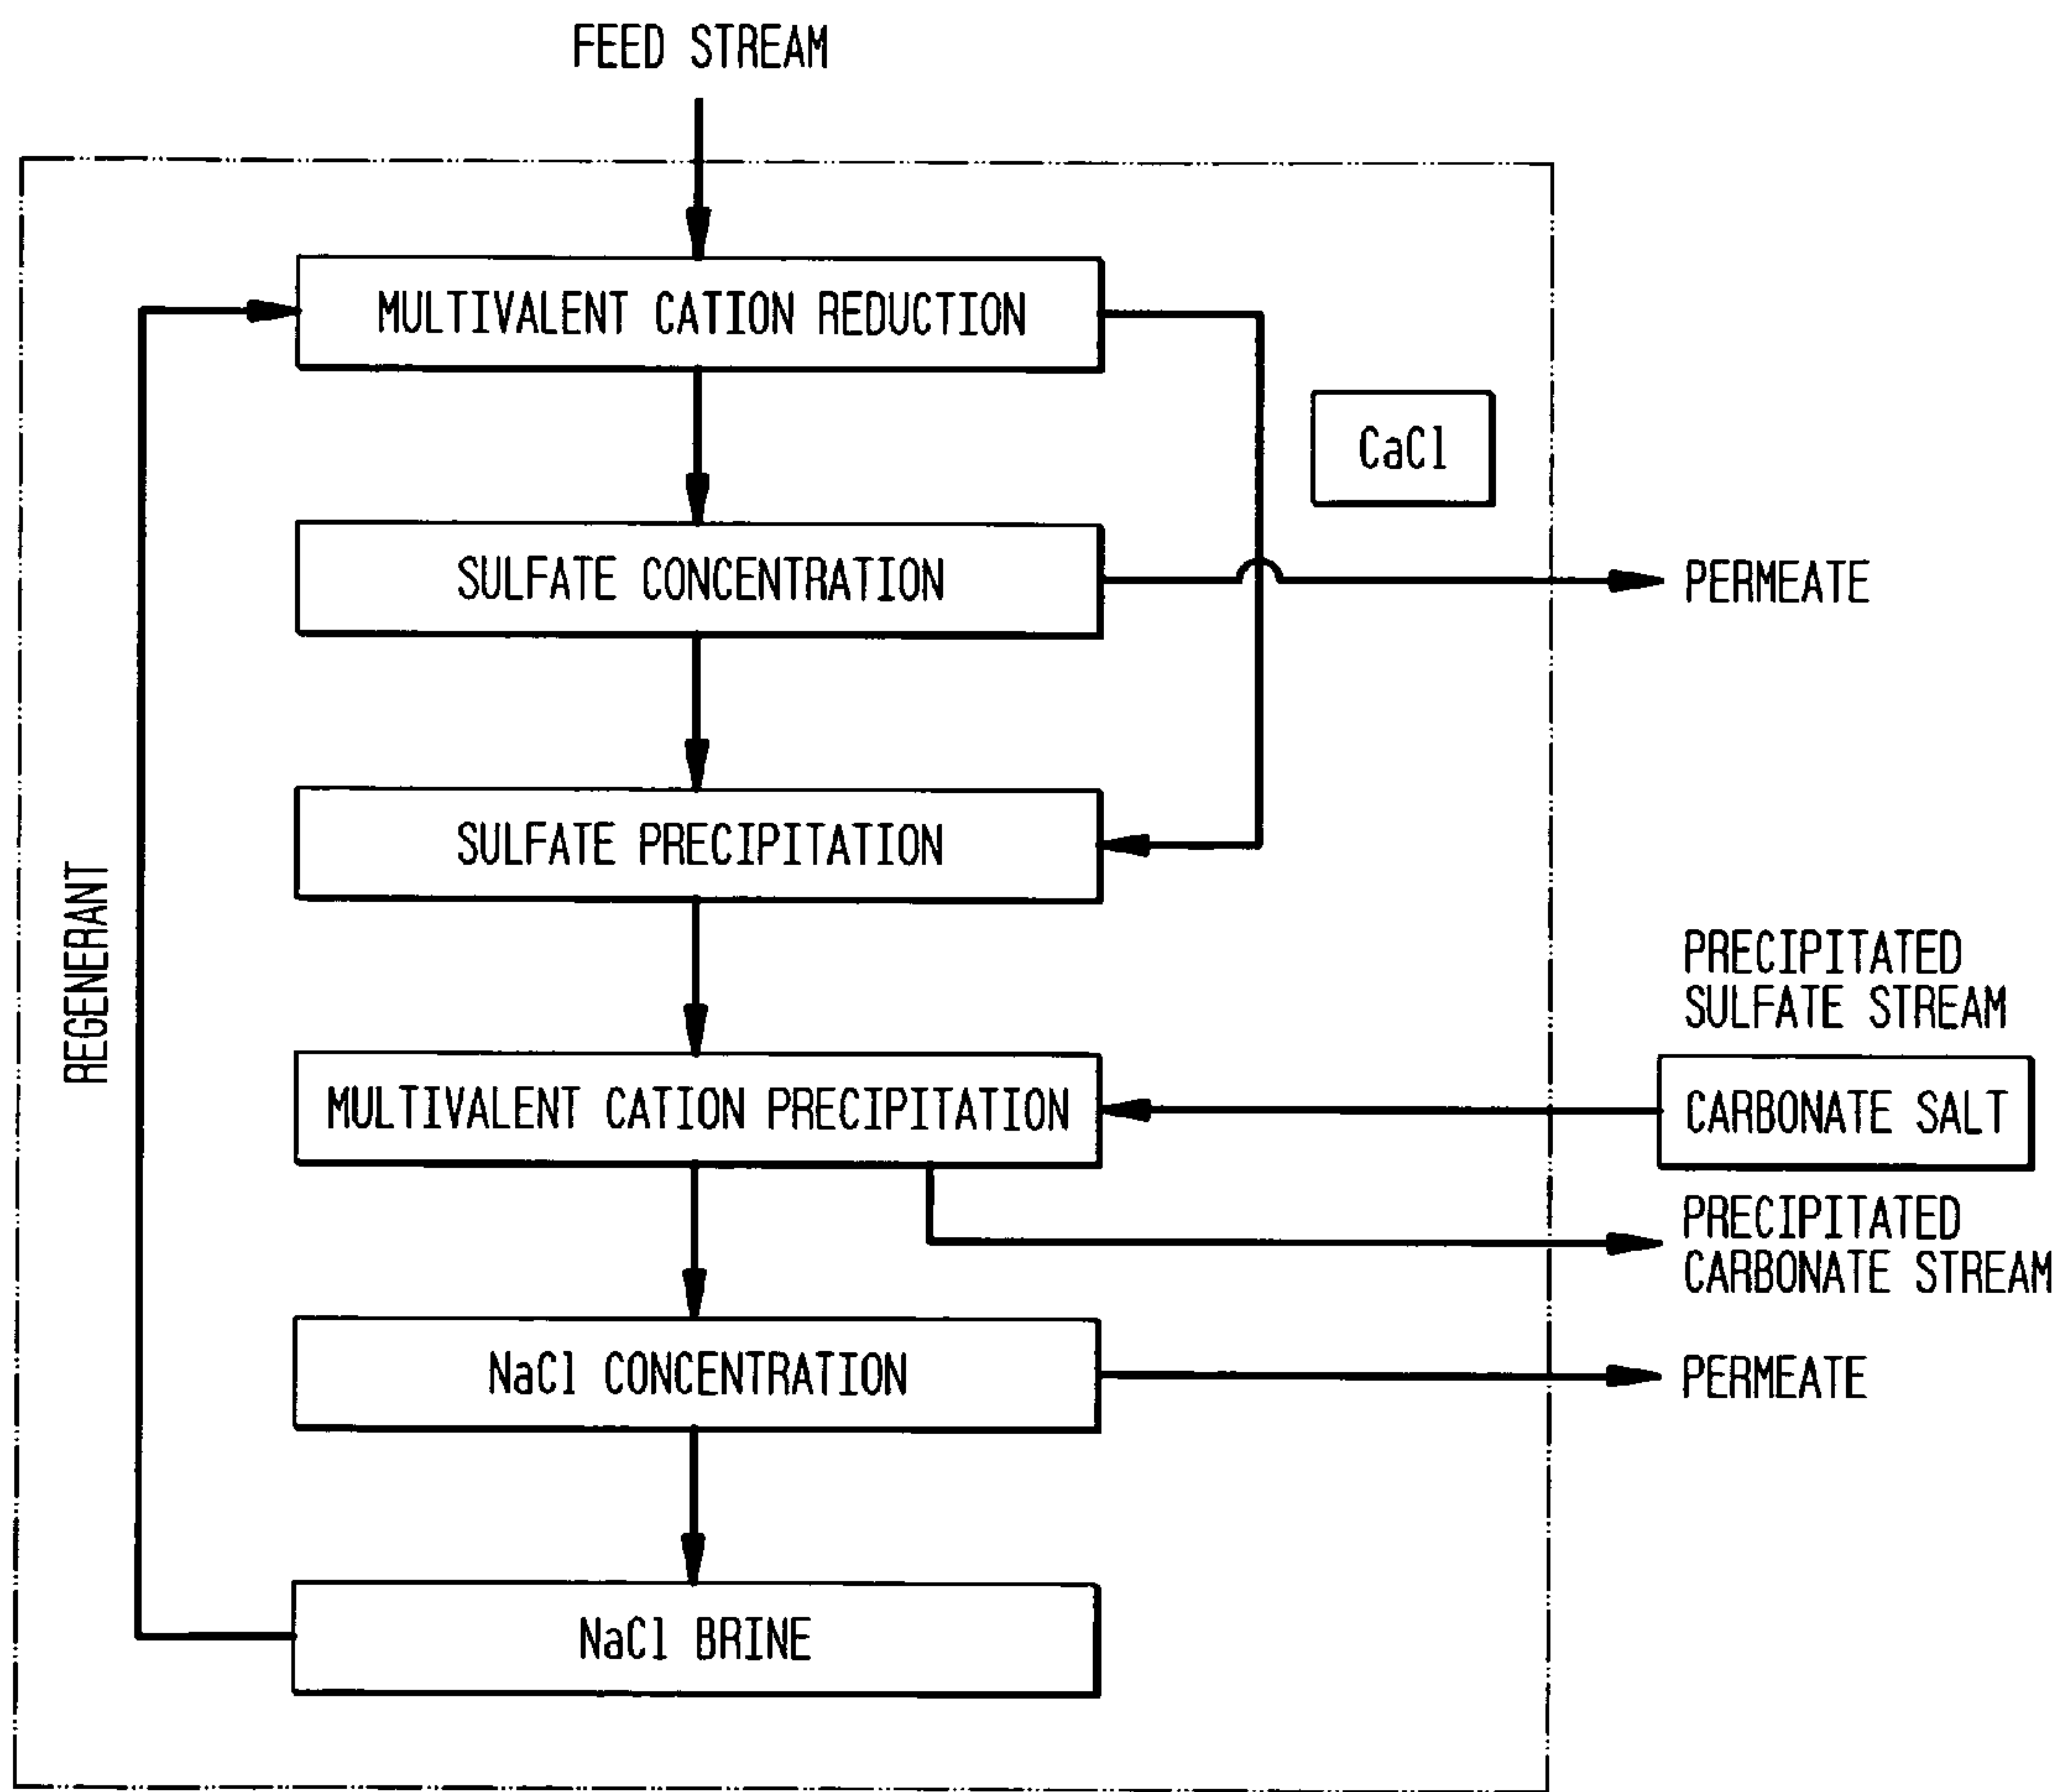 FEED STREAM
MULTIVALENT CATION REDUCTION
CaCl
SULFATE CONCENTRATION
PERMEATE
SULFATE PRECIPITATION
REGENERANT
PRECIPITATED
SULFATE STREAM
MULTIVALENT CATION PRECIPITATION
CARBONATE SALT
PRECIPITATED
CARBONATE STREAM
NaCl CONCENTRATION
PERMEATE
NaCl BRINE